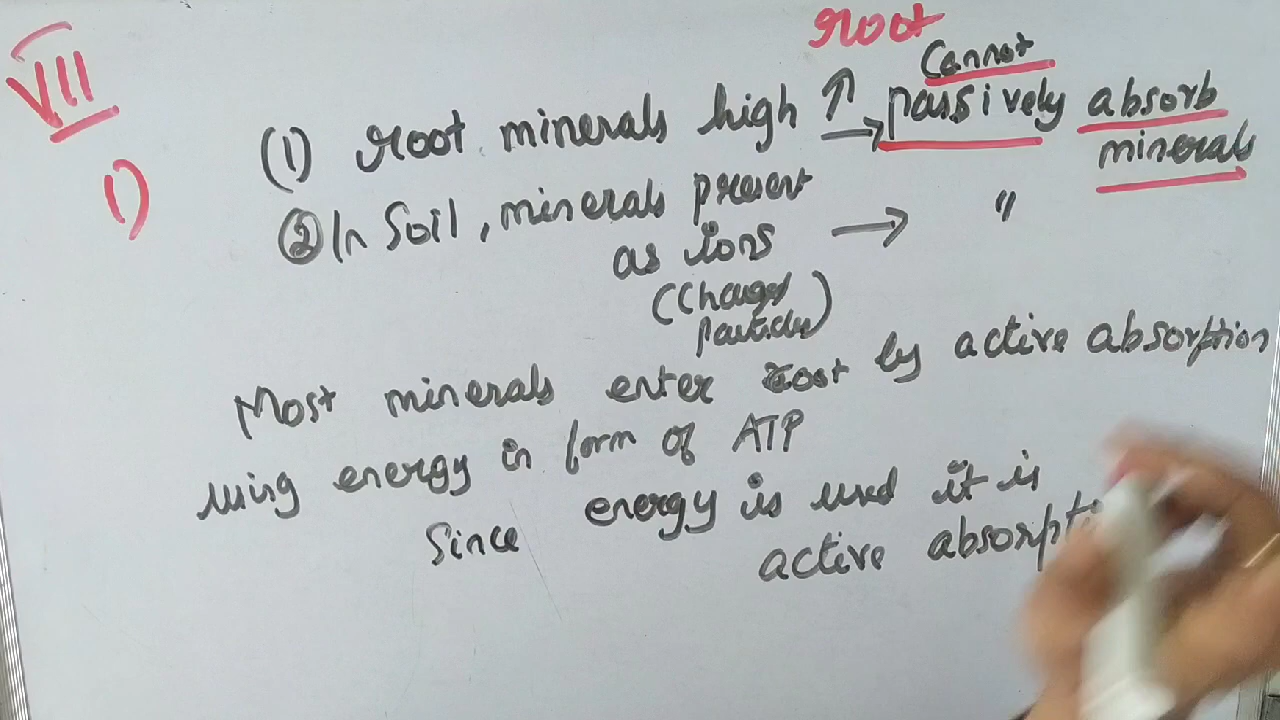 VII
root
cannot
1) (1) root minerals high ↑ → passively absorb
minerals
② In soil, minerals present → "
as ions
(Charged
particles)
Most minerals enter root by active absorption
using energy in form of ATP
Since energy is used it is
active absorpti